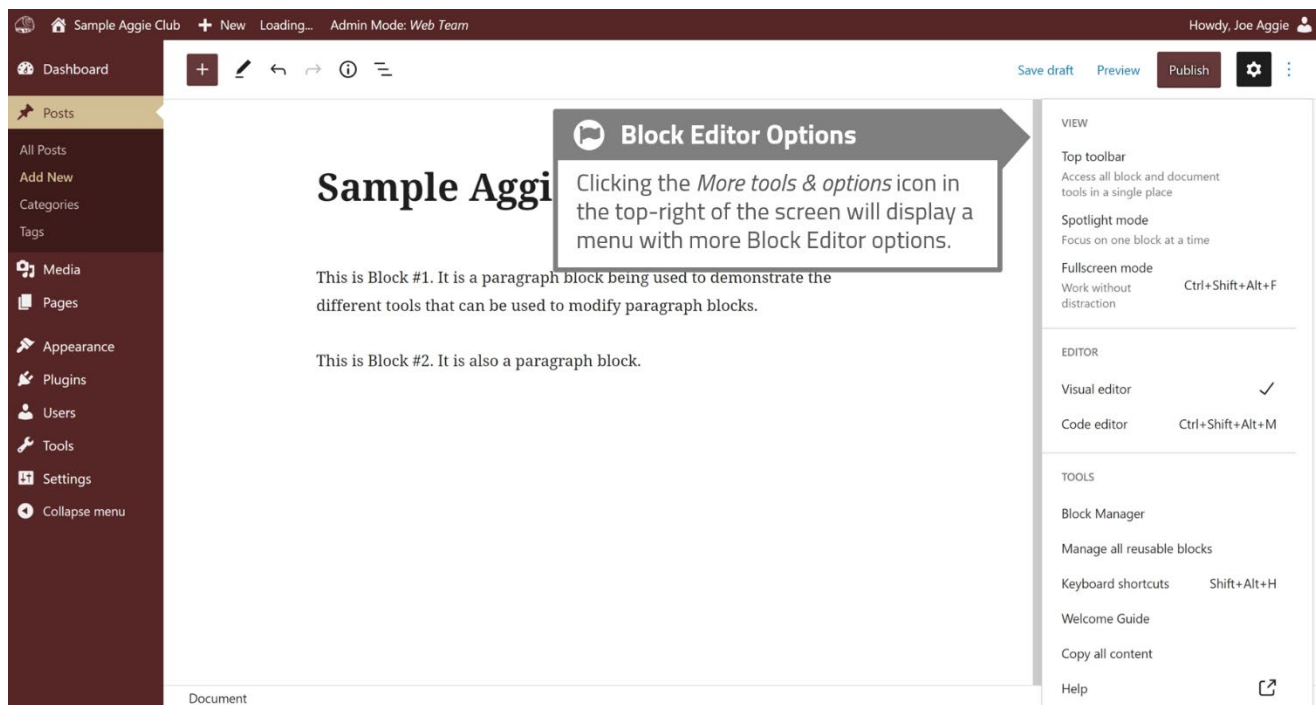 Sample Aggie Club
New
Loading...
Admin Mode: Web Team
Howdy, Joe Aggie
Dashboard
Posts
All Posts
Add New
Categories
Tags
Media
Pages
Appearance
Plugins
Users
Tools
Settings
Collapse menu
Save draft
Preview
Publish
Sample Aggi
Block Editor Options
Clicking the More tools & options icon in
the top-right of the screen will display a
menu with more Block Editor options.
This is Block #1. It is a paragraph block being used to demonstrate the
different tools that can be used to modify paragraph blocks.
This is Block #2. It is also a paragraph block.
VIEW
Top toolbar
Access all block and document
tools in a single place
Spotlight mode
Focus on one block at a time
Fullscreen mode
Work without
distraction
Ctrl+Shift+Alt+F
EDITOR
Visual editor
Code editor Ctrl+Shift+Alt+M
TOOLS
Block Manager
Manage all reusable blocks
Keyboard shortcuts Shift+Alt+H
Welcome Guide
Copy all content
Help
Document